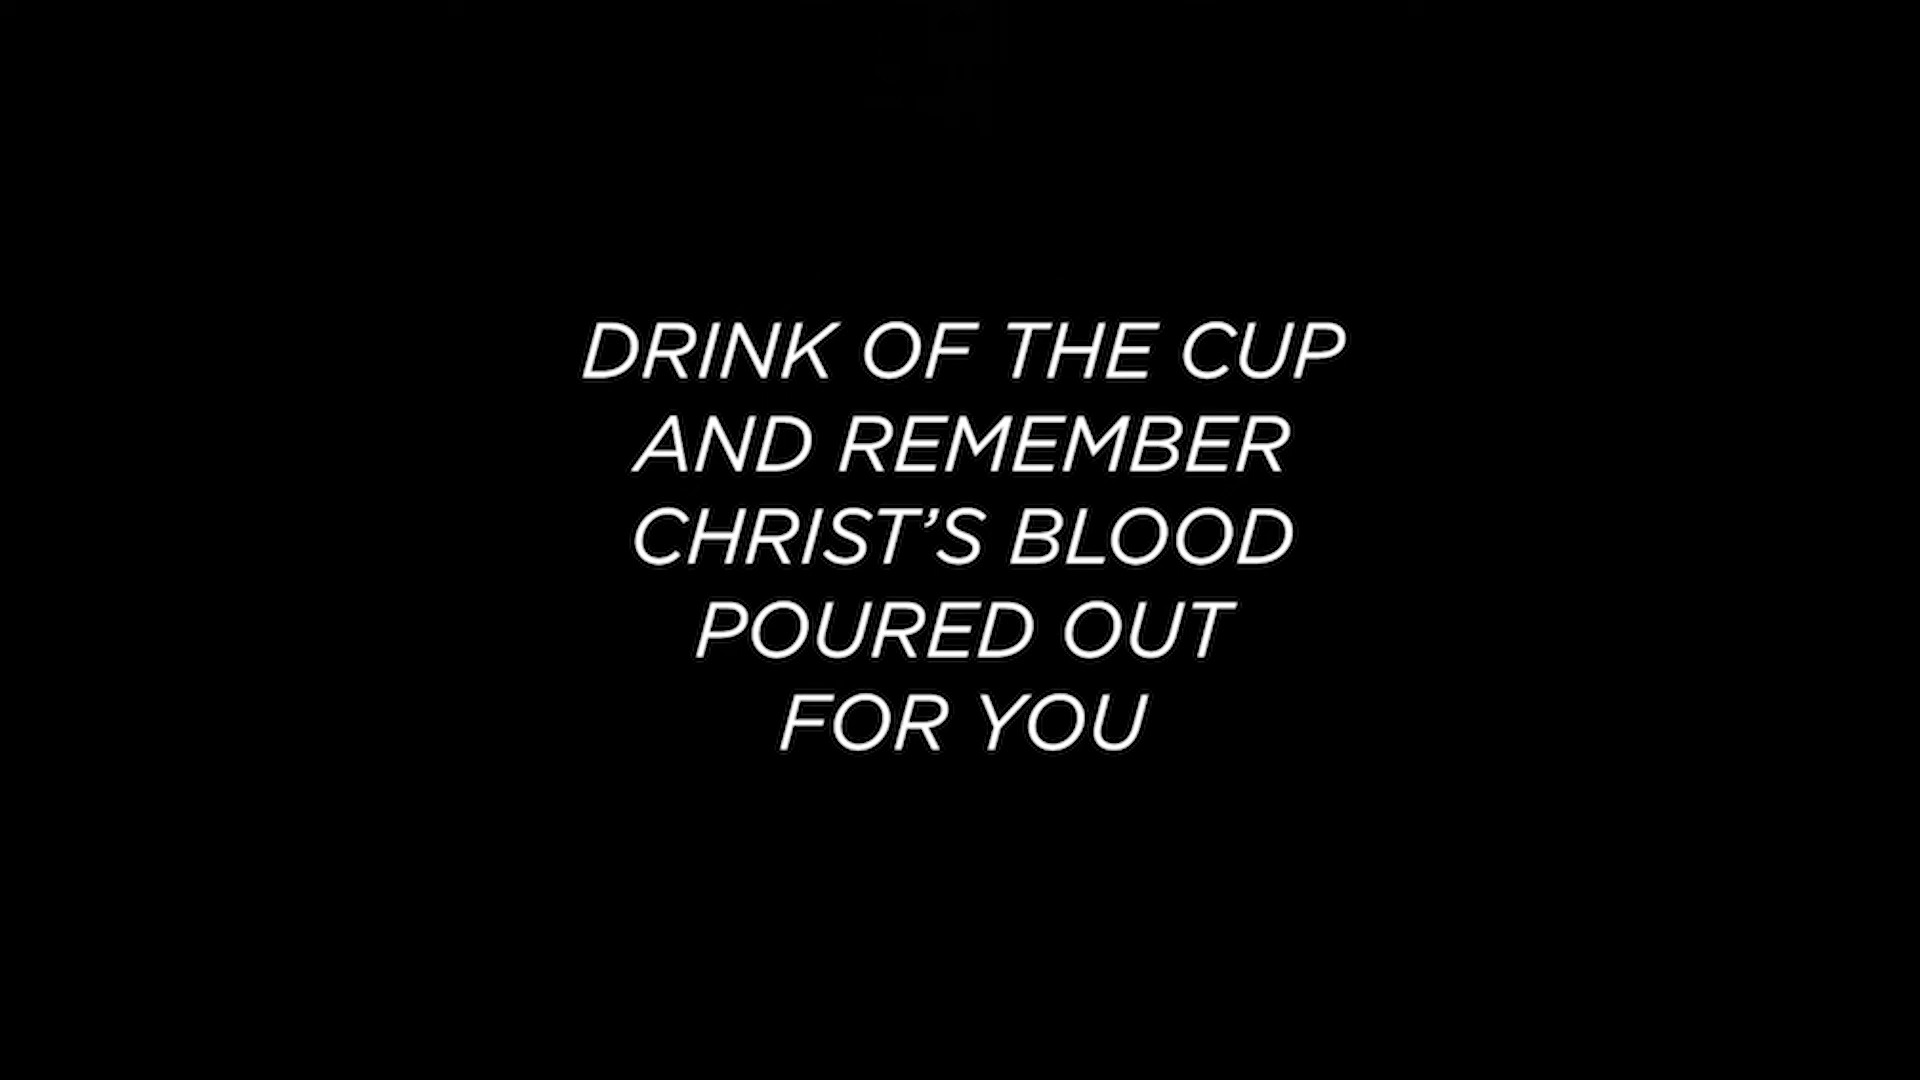 DRINK OF THE CUP
AND REMEMBER
CHRIST’S BLOOD
POURED OUT
FOR YOU